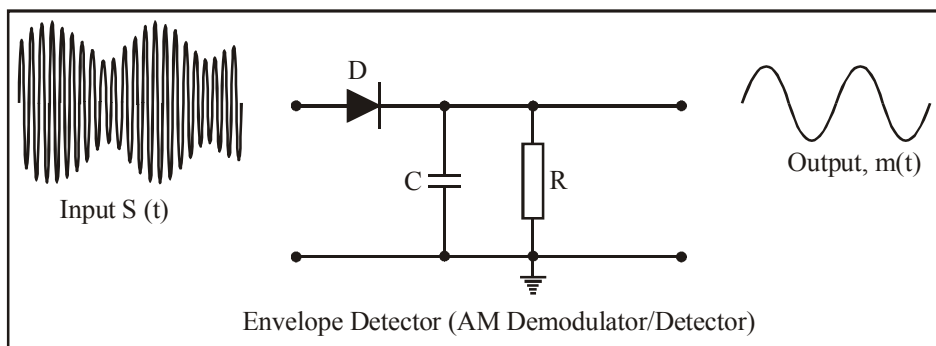 D
C
R
Input S (t)
Output, m(t)
Envelope Detector (AM Demodulator/Detector)